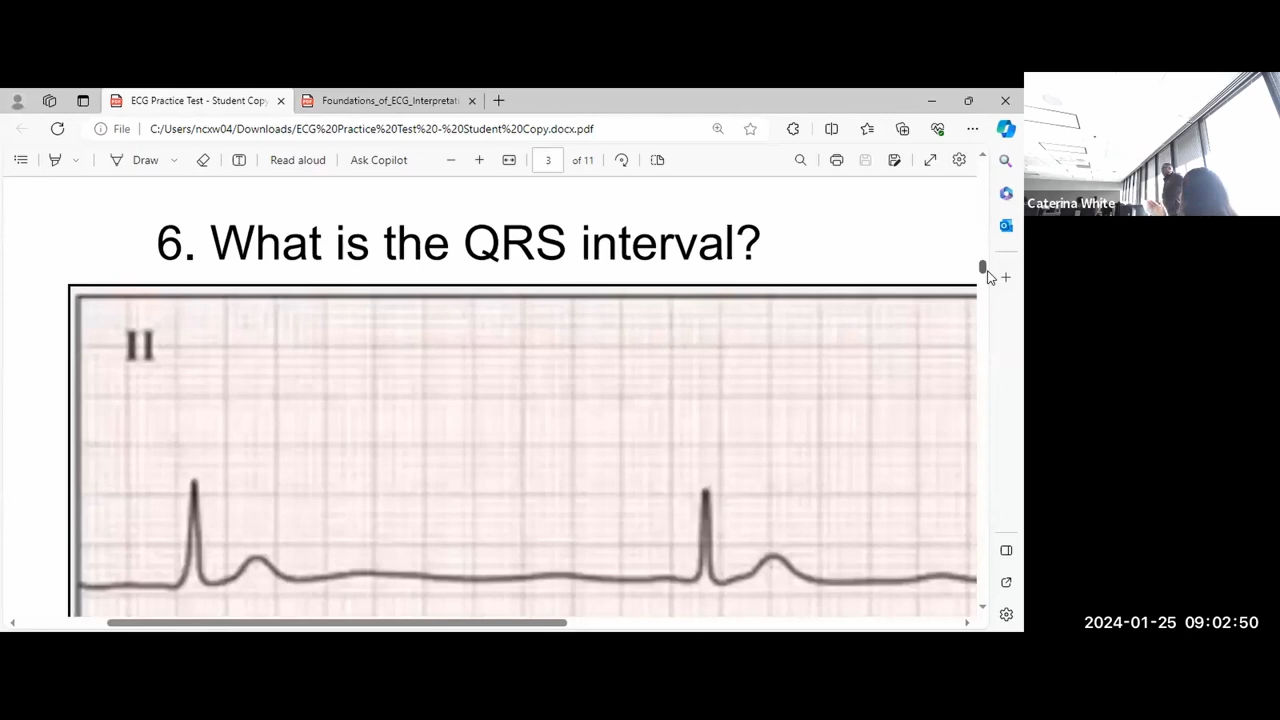 ECG Practice Test - Student Copy
Foundations_of_ECG_Interpretati
File
C:/Users/ncxw04/Downloads/ECG%20Practice%20Test%20-%20Student%20Copy.docx.pdf
Draw
Read aloud
Ask Copilot
3
of 11
6. What is the QRS interval?
II
Caterina White
2024-01-25 09:02:50